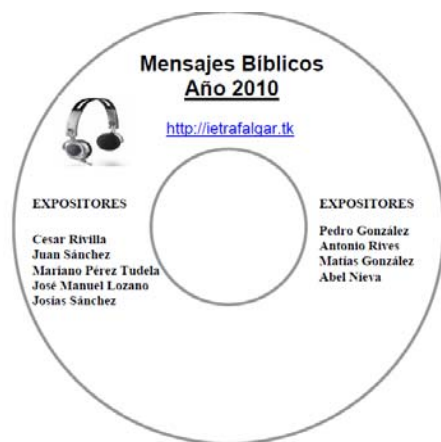 Mensajes Bíblicos
Año 2010
http://ietrafalgar.tk
EXPOSITORES
Cesar Rivilla
Juan Sánchez
Mariano Pérez Tudela
José Manuel Lozano
Josías Sánchez
EXPOSITORES
Pedro González
Antonio Rives
Matías González
Abel Nieva